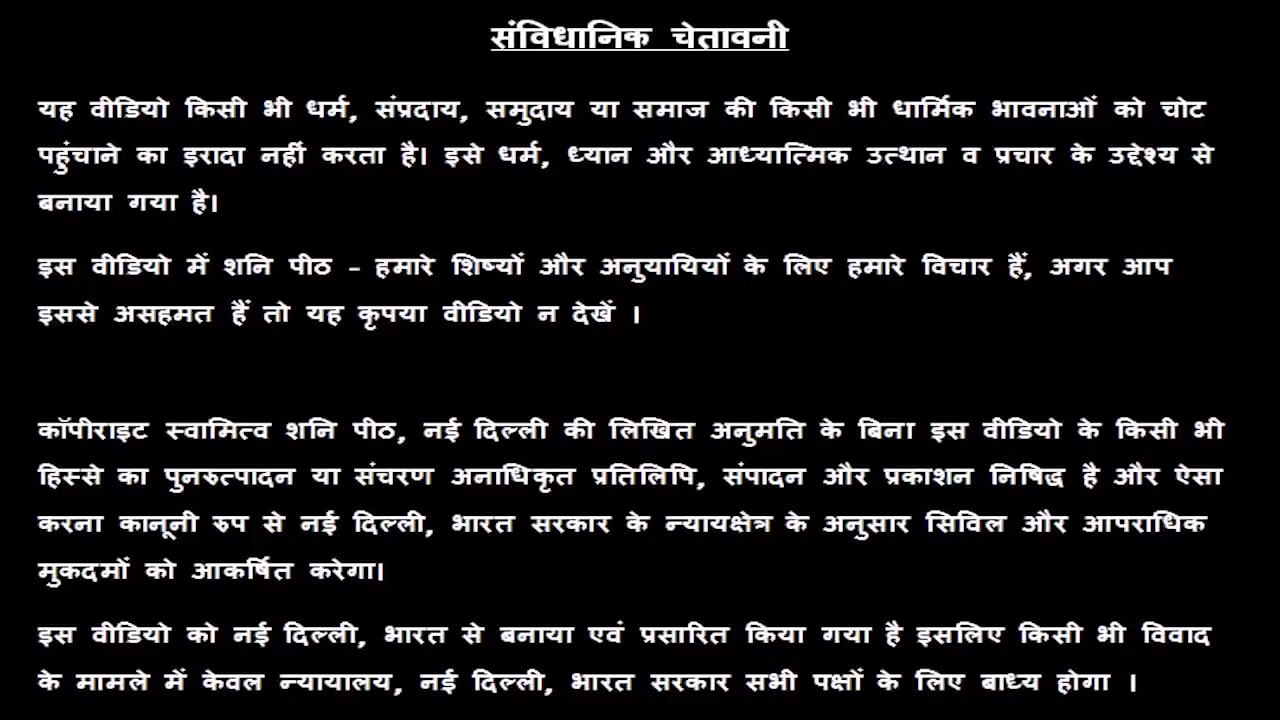 संविधानिक चेतावनी
यह वीडियो किसी भी धर्म, संप्रदाय, समुदाय या समाज की किसी भी धार्मिक भावनाओं को चोट
पहुंचाने का इरादा नहीं करता है। इसे धर्म, ध्यान और आध्यात्मिक उत्थान व प्रचार के उद्देश्य से
बनाया गया है।
इस वीडियो में शनि पीठ – हमारे शिष्यों और अनुयायियों के लिए हमारे विचार हैं, अगर आप
इससे असहमत हैं तो यह कृपया वीडियो न देखें ।
कॉपीराइट स्वामित्व शनि पीठ, नई दिल्ली की लिखित अनुमति के बिना इस वीडियो के किसी भी
हिस्से का पुनरुत्पादन या संचरण अनाधिकृत प्रतिलिपि, संपादन और प्रकाशन निषिद्ध है और ऐसा
करना कानूनी रुप से नई दिल्ली, भारत सरकार के न्यायक्षेत्र के अनुसार सिविल और आपराधिक
मुकदमों को आकर्षित करेगा।
इस वीडियो को नई दिल्ली, भारत से बनाया एवं प्रसारित किया गया है इसलिए किसी भी विवाद
के मामले में केवल न्यायालय, नई दिल्ली, भारत सरकार सभी पक्षों के लिए बाध्य होगा ।